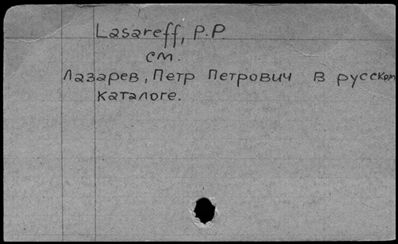 Lasareff, P.P
см.
Лазарев, Петр Петрович в русском
каталоге.